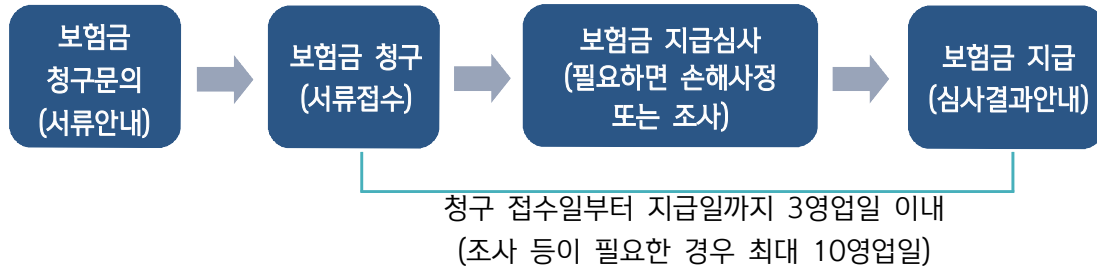 보험금
청구문의
(서류안내)
보험금 청구
(서류접수)
보험금 지급심사
(필요하면 손해사정
또는 조사)
보험금 지급
(심사결과안내)
청구 접수일부터 지급일까지 3영업일 이내
(조사 등이 필요한 경우 최대 10영업일)